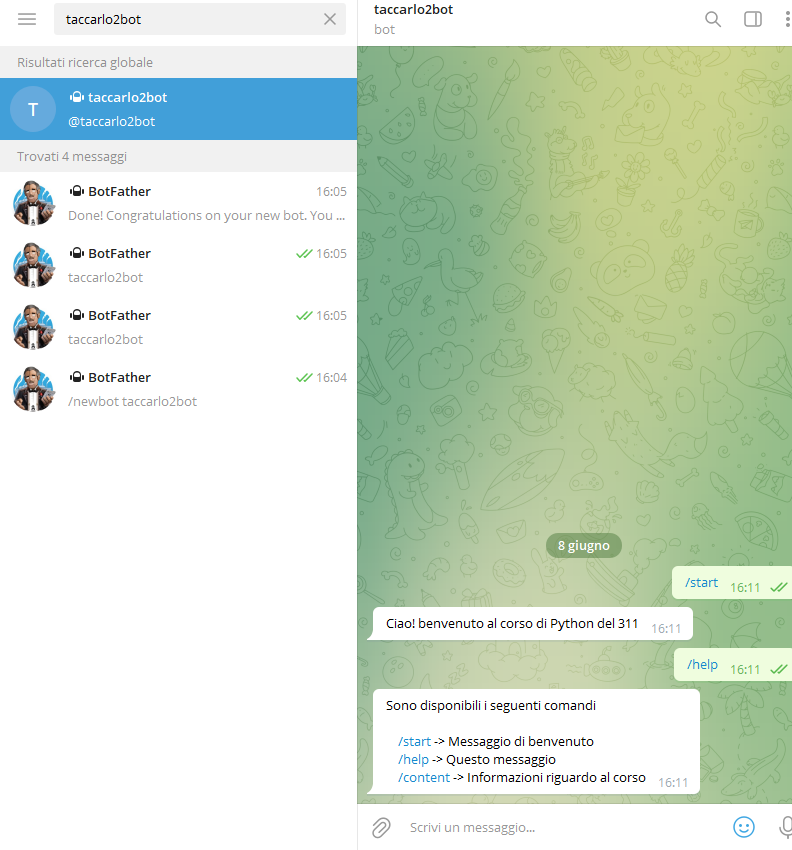 taccarlo2bot
Risultati ricerca globale
T
taccarlo2bot
@taccarlo2bot
Trovati 4 messaggi
BotFather 16:05
Done! Congratulations on your new bot. You ...
BotFather 16:05
taccarlo2bot
BotFather 16:05
taccarlo2bot
BotFather 16:04
/newbot taccarlo2bot
taccarlo2bot
bot
8 giugno
/start 16:11
Ciao! benvenuto al corso di Python del 311 16:11
/help 16:11
Sono disponibili i seguenti comandi
/start -> Messaggio di benvenuto
/help -> Questo messaggio
/content -> Informazioni riguardo al corso 16:11
Scrivi un messaggio...